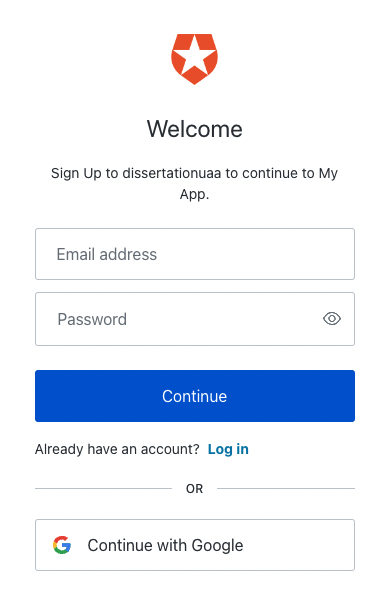 Welcome
Sign Up to dissertationuaa to continue to My
App.
Email address
Password
Continue
Already have an account? Log in
OR
Continue with Google